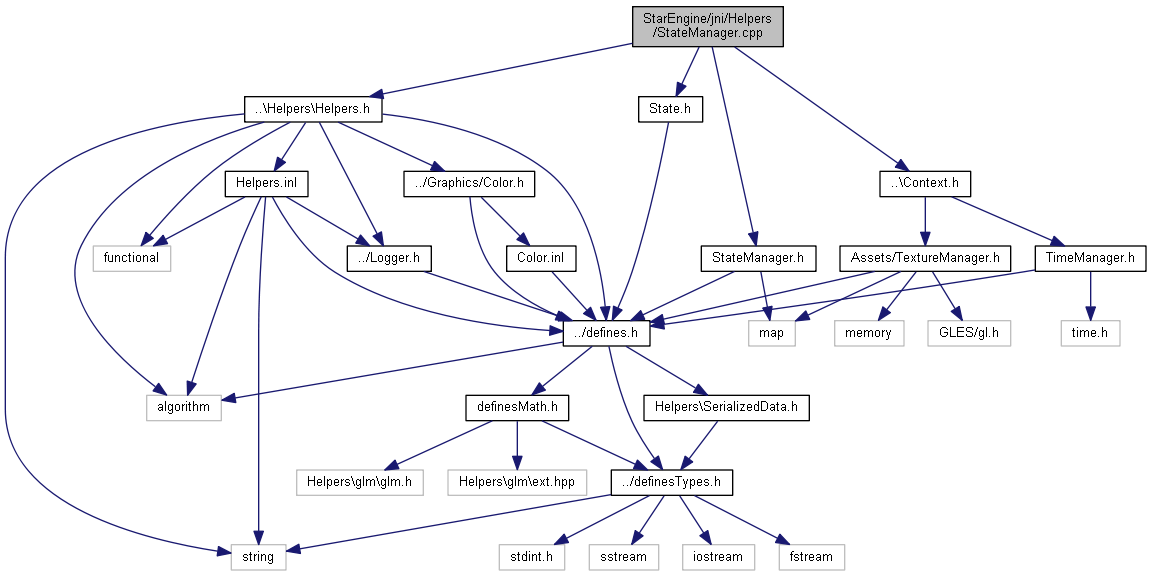 StarEngine/jni/Helpers
/StateManager.cpp
..\Helpers\Helpers.h
State.h
Helpers.inl
../Graphics/Color.h
..\Context.h
functional
../Logger.h
Color.inl
StateManager.h
Assets/TextureManager.h
TimeManager.h
../defines.h
map
memory
GLES/gl.h
time.h
algorithm
definesMath.h
Helpers\SerializedData.h
Helpers\glm\glm.h
Helpers\glm\ext.hpp
../definesTypes.h
string
stdint.h
sstream
iostream
fstream